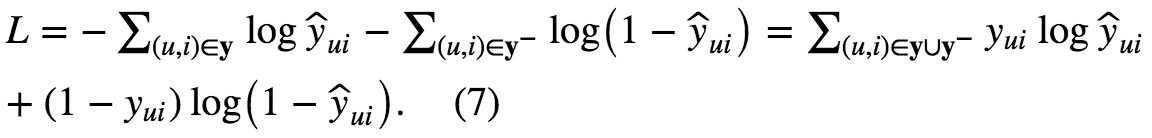 L = − ∑_{(u,i)∈𝐲} log ŷ_{ui} − ∑_{(u,i)∈𝐲⁻} log(1 − ŷ_{ui}) = ∑_{(u,i)∈𝐲∪𝐲⁻} y_{ui} log ŷ_{ui}
+ (1 − y_{ui}) log(1 − ŷ_{ui}). (7)